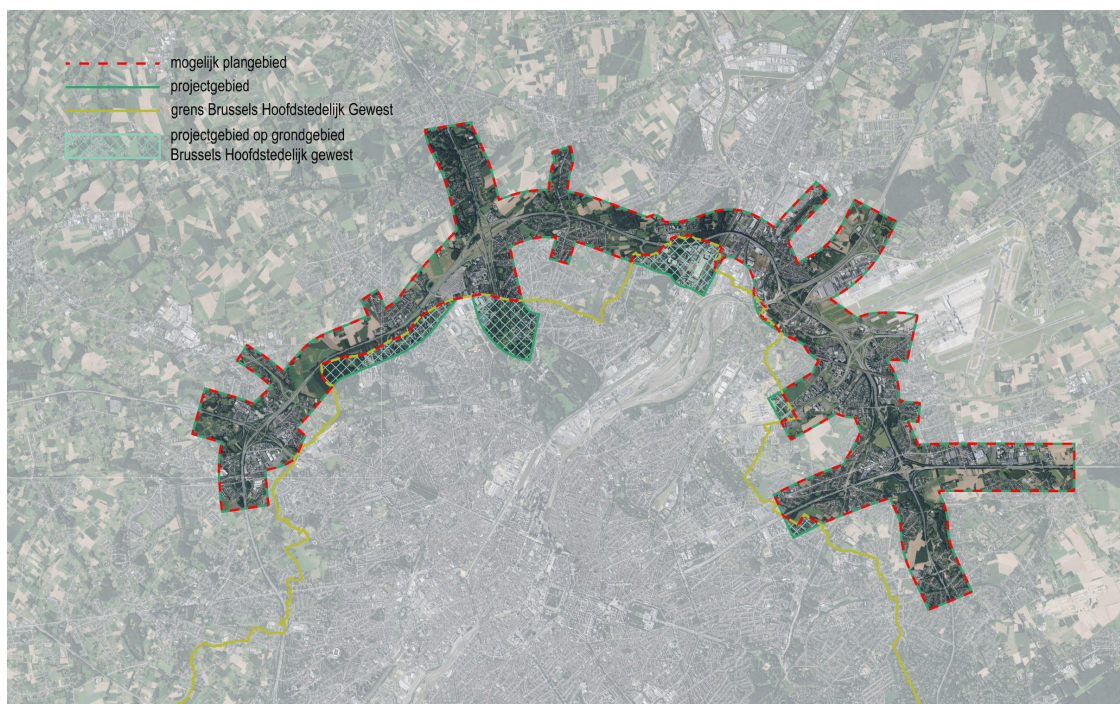 mogelijk plangebied
projectgebied
grens Brussels Hoofdstedelijk Gewest
projectgebied op grondgebied
Brussels Hoofdstedelijk gewest